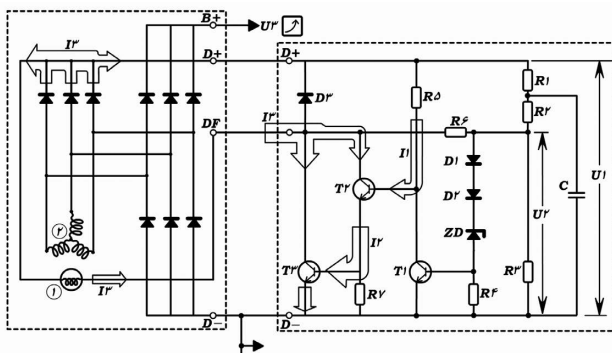 B+
U۳
I۳
D+
D+
R۱
D۳
R۵
R۲
DF
I۳
R۶
I۱
D۱
U۱
T۲
D۲
U۲
C
۲
I۲
ZD
T۳
T۱
R۳
۱
I۳
R۷
R۴
D−
D−